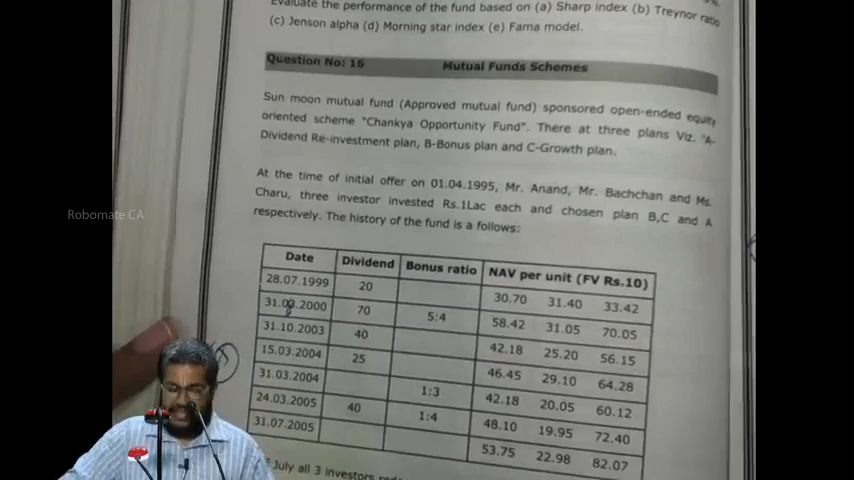 Evaluate the performance of the fund based on (a) Sharp index (b) Treynor ratio
(c) Jenson alpha (d) Morning star index (e) Fama model.
Question No: 16 Mutual Funds Schemes
Sun moon mutual fund (Approved mutual fund) sponsored open-ended equity
oriented scheme "Chankya Opportunity Fund". There at three plans Viz. 'A-
Dividend Re-investment plan, B-Bonus plan and C-Growth plan.
At the time of initial offer on 01.04.1995, Mr. Anand, Mr. Bachchan and Ms.
Charu, three investor invested Rs.1Lac each and chosen plan B,C and A
respectively. The history of the fund is a follows:
Date Dividend Bonus ratio NAV per unit (FV Rs.10)
28.07.1999 20 30.70 31.40 33.42
31.03.2000 70 5:4 58.42 31.05 70.05
31.10.2003 40 42.18 25.20 56.15
15.03.2004 25 46.45 29.10 64.28
31.03.2004 1:3 42.18 20.05 60.12
24.03.2005 40 1:4 48.10 19.95 72.40
31.07.2005 53.75 22.98 82.07
July all 3 investors
Robomate CA